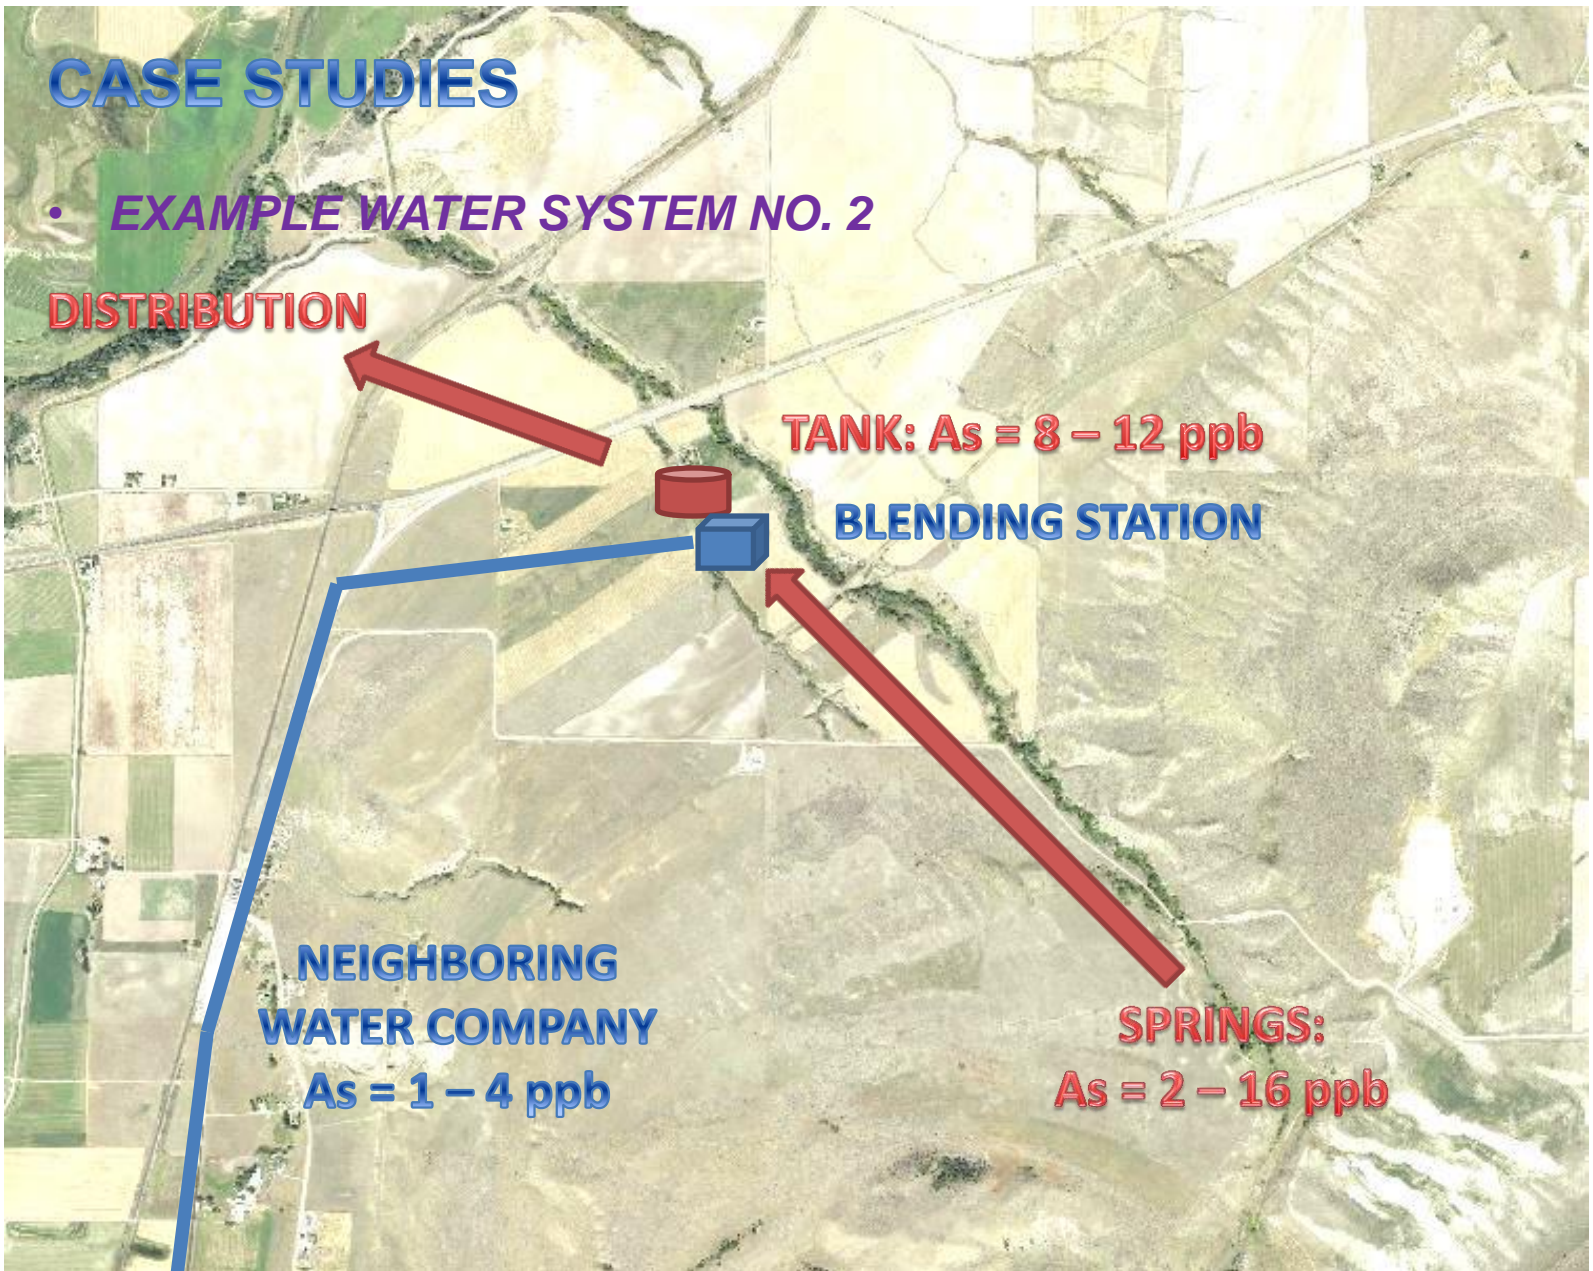 CASE STUDIES
• EXAMPLE WATER SYSTEM NO. 2
DISTRIBUTION
TANK: As = 8 – 12 ppb
BLENDING STATION
NEIGHBORING
WATER COMPANY
As = 1 – 4 ppb
SPRINGS:
As = 2 – 16 ppb